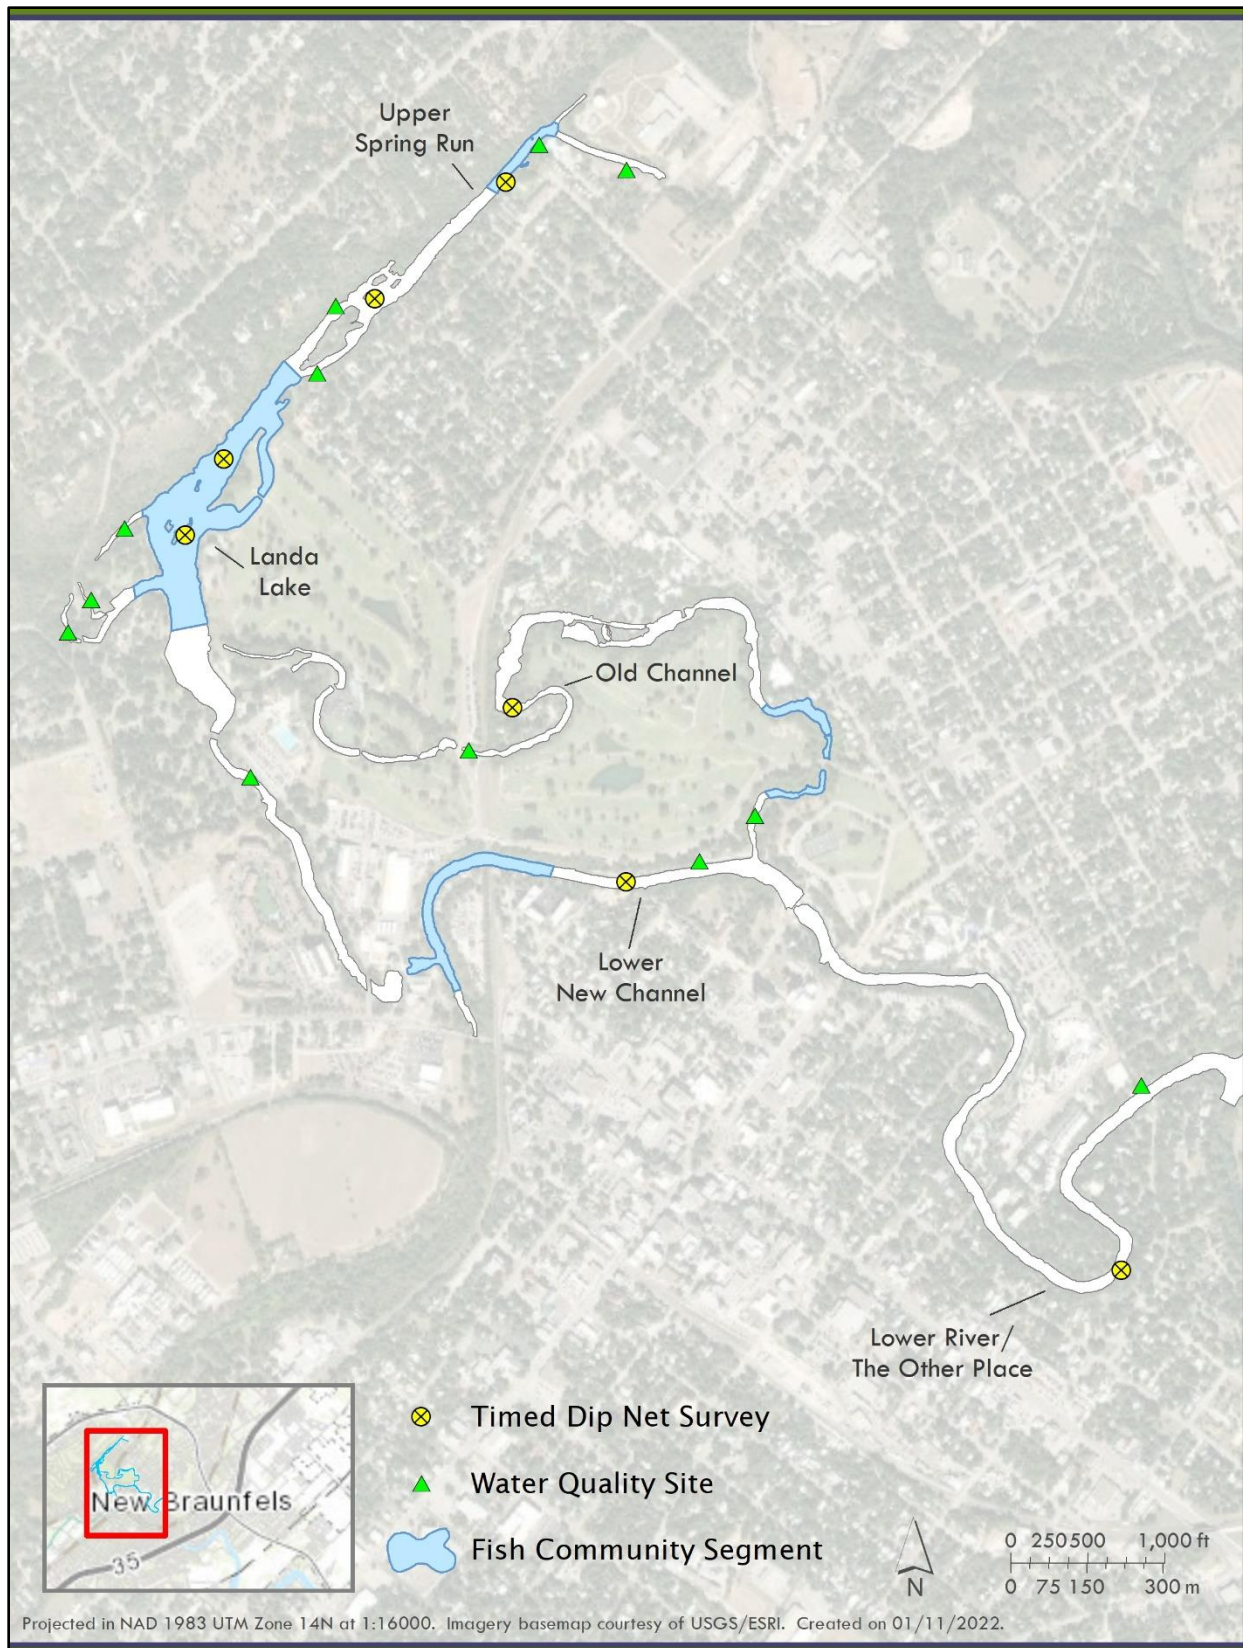 Upper
Spring Run
Landa
Lake
Old Channel
Lower
New Channel
Lower River/
The Other Place
Timed Dip Net Survey
Water Quality Site
Fish Community Segment
New Braunfels
35
N
0 250 500 1,000 ft
0 75 150 300 m
Projected in NAD 1983 UTM Zone 14N at 1:16000. Imagery basemap courtesy of USGS/ESRI. Created on 01/11/2022.